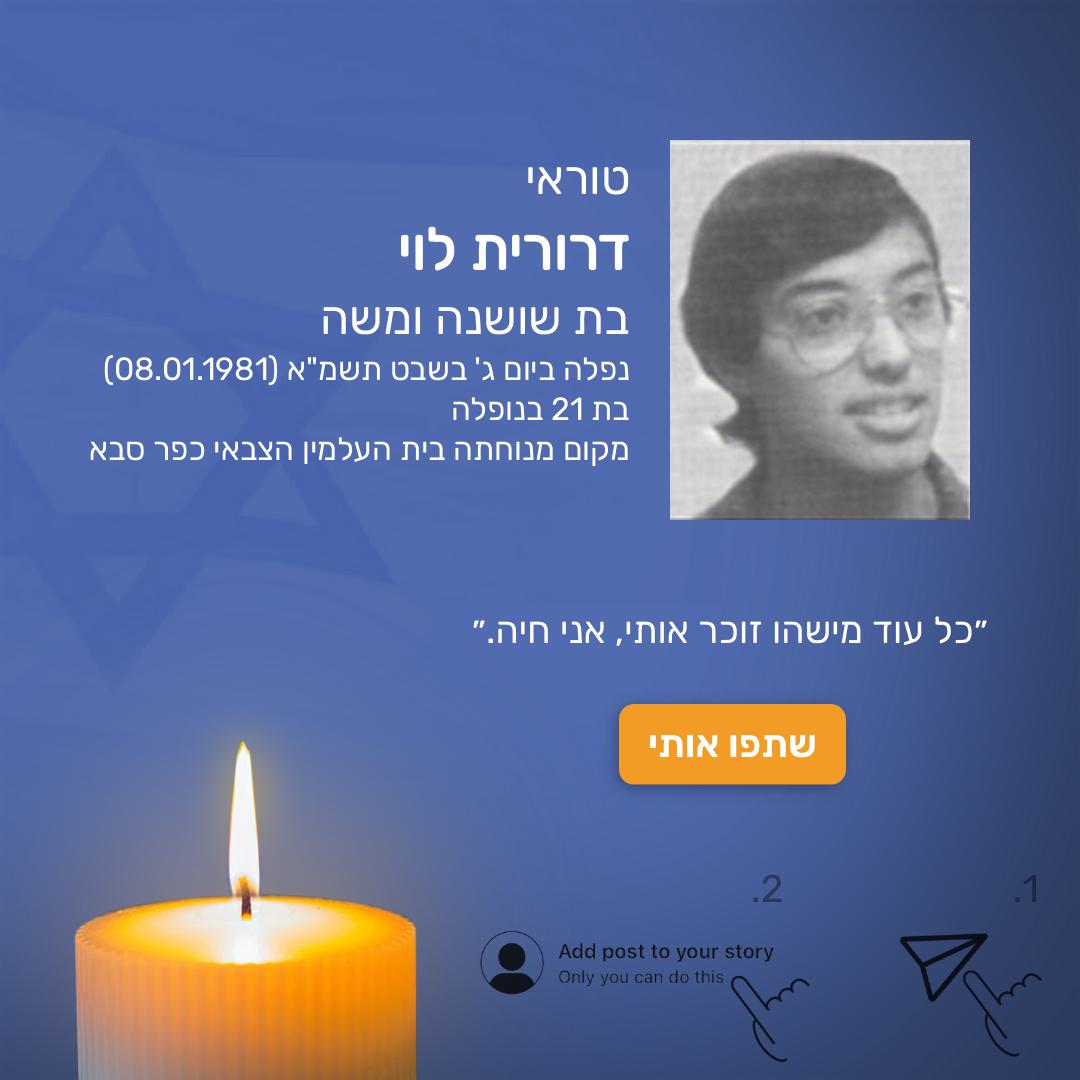 טוראי
דרורית לוי
בת שושנה ומשה
נפלה ביום ג' בשבט תשמ"א (08.01.1981)
בת 21 בנופלה
מקום מנוחתה בית העלמין הצבאי כפר סבא
״כל עוד מישהו זוכר אותי, אני חיה.״
שתפו אותי
1.
2.
Add post to your story
Only you can do this